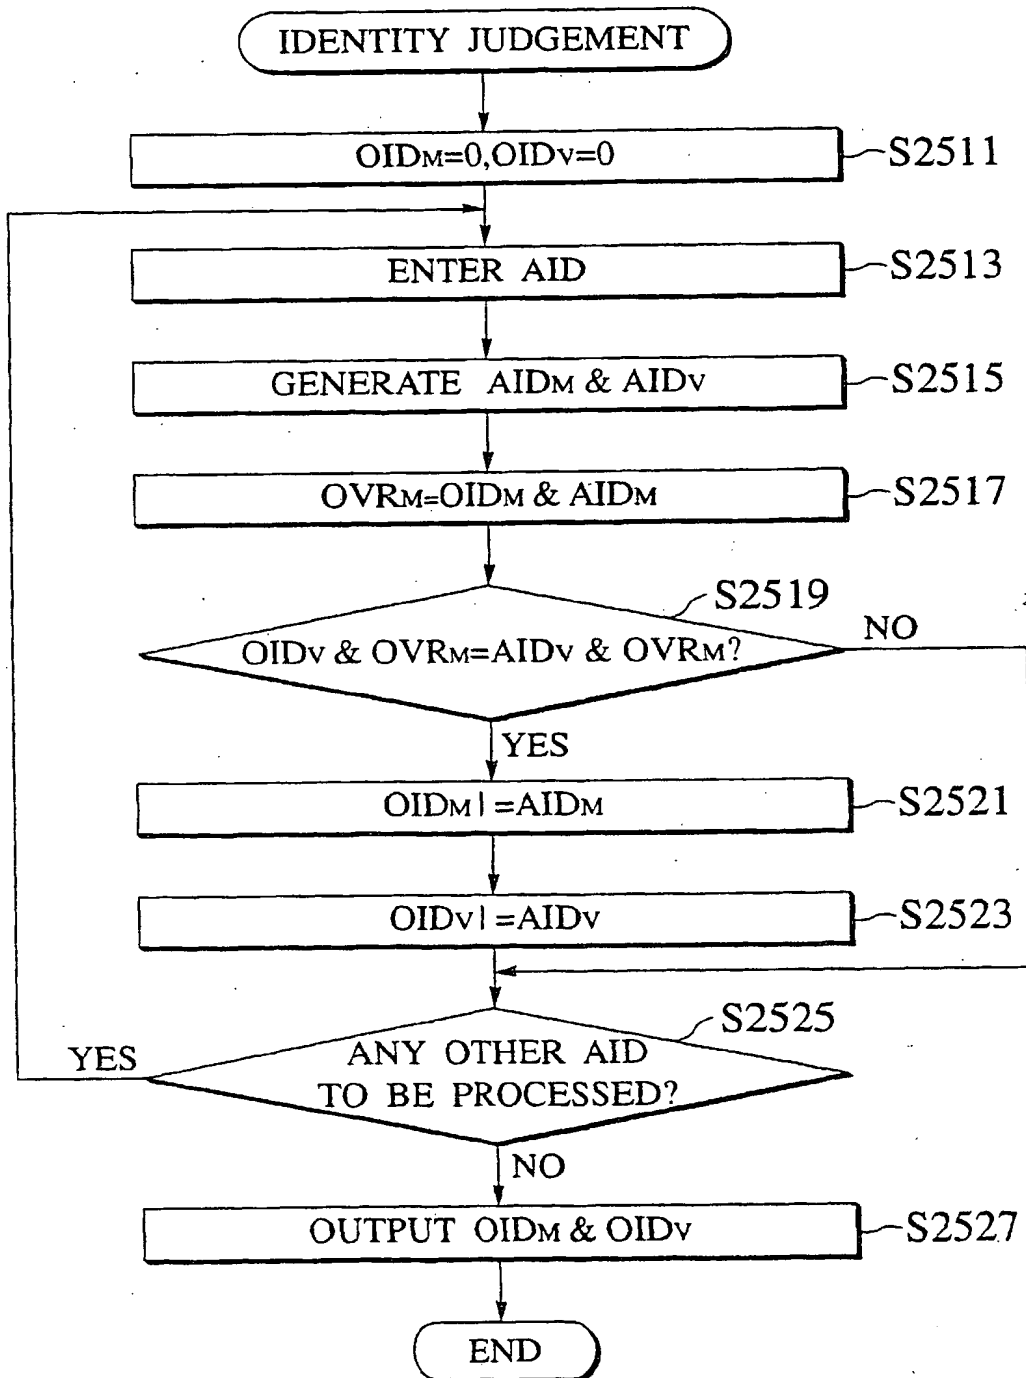 IDENTITY JUDGEMENT
OIDM=0,OIDV=0
S2511
ENTER AID
S2513
GENERATE AIDM & AIDV
S2515
OVRM=OIDM & AIDM
S2517
S2519
OIDV & OVRM=AIDV & OVRM?
NO
YES
OIDM|=AIDM
S2521
OIDV|=AIDV
S2523
S2525
YES
ANY OTHER AID
TO BE PROCESSED?
NO
OUTPUT OIDM & OIDV
S2527
END